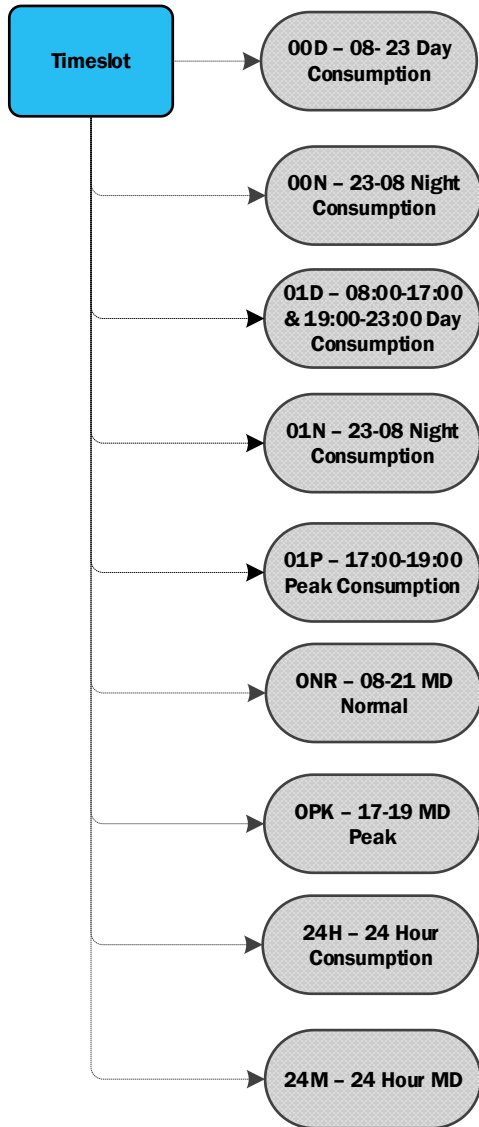 Timeslot
00D – 08- 23 Day
Consumption
00N – 23-08 Night
Consumption
01D – 08:00-17:00
& 19:00-23:00 Day
Consumption
01N – 23-08 Night
Consumption
01P – 17:00-19:00
Peak Consumption
0NR – 08-21 MD
Normal
0PK – 17-19 MD
Peak
24H – 24 Hour
Consumption
24M – 24 Hour MD